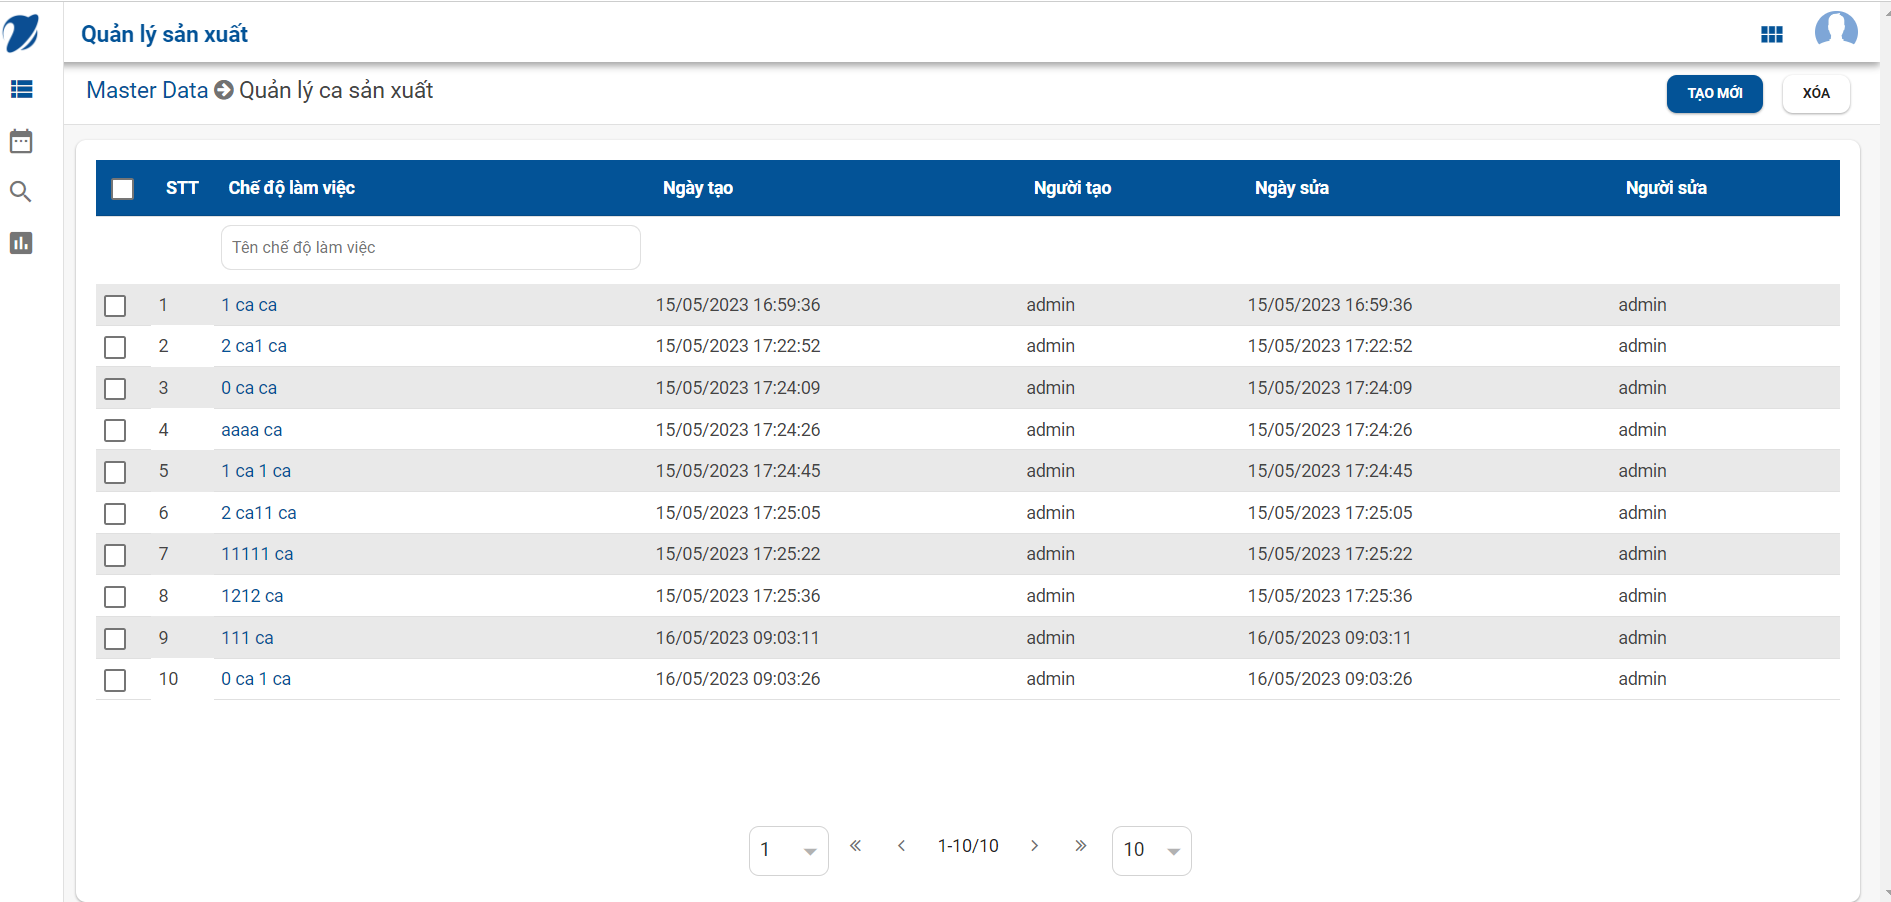 Quản lý sản xuất
Master Data Quản lý ca sản xuất
TẠO MỚI XÓA
STT Chế độ làm việc Ngày tạo Người tạo Ngày sửa Người sửa
Tên chế độ làm việc
1 1 ca ca 15/05/2023 16:59:36 admin 15/05/2023 16:59:36 admin
2 2 ca1 ca 15/05/2023 17:22:52 admin 15/05/2023 17:22:52 admin
3 0 ca ca 15/05/2023 17:24:09 admin 15/05/2023 17:24:09 admin
4 aaaa ca 15/05/2023 17:24:26 admin 15/05/2023 17:24:26 admin
5 1 ca 1 ca 15/05/2023 17:24:45 admin 15/05/2023 17:24:45 admin
6 2 ca11 ca 15/05/2023 17:25:05 admin 15/05/2023 17:25:05 admin
7 11111 ca 15/05/2023 17:25:22 admin 15/05/2023 17:25:22 admin
8 1212 ca 15/05/2023 17:25:36 admin 15/05/2023 17:25:36 admin
9 111 ca 16/05/2023 09:03:11 admin 16/05/2023 09:03:11 admin
10 0 ca 1 ca 16/05/2023 09:03:26 admin 16/05/2023 09:03:26 admin
1 « ‹ 1-10/10 › » 10